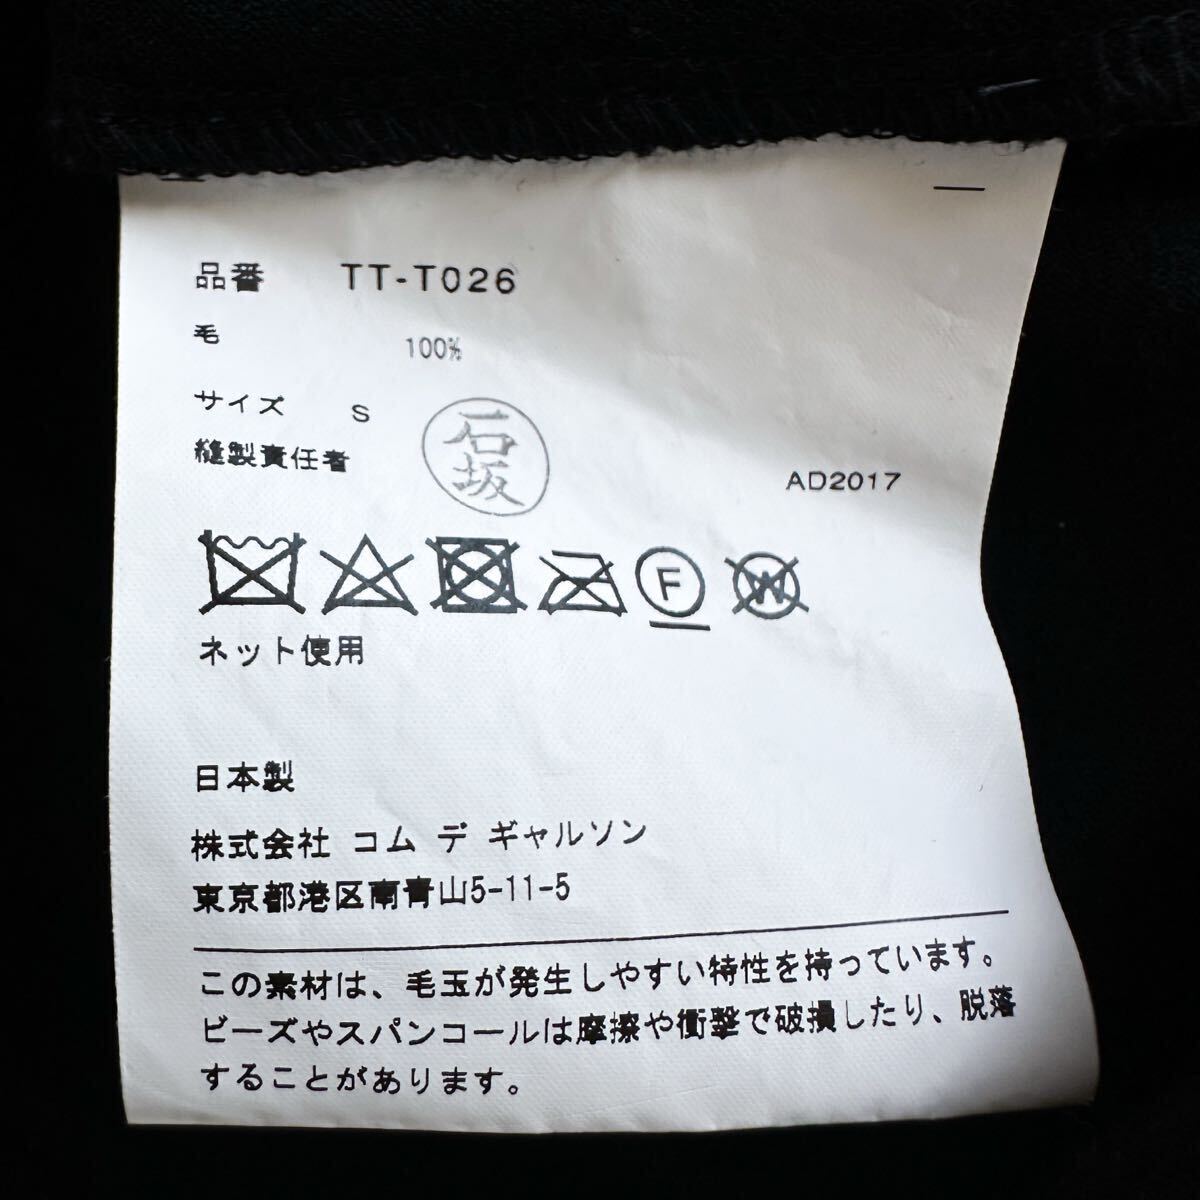 品番 TT-T026
毛 100%
サイズ S
縫製責任者 石坂
AD2017
F W
ネット使用
日本製
株式会社 コム デ ギャルソン
東京都港区南青山5-11-5
この素材は、毛玉が発生しやすい特性を持っています。
ビーズやスパンコールは摩擦や衝撃で破損したり、脱落
することがあります。